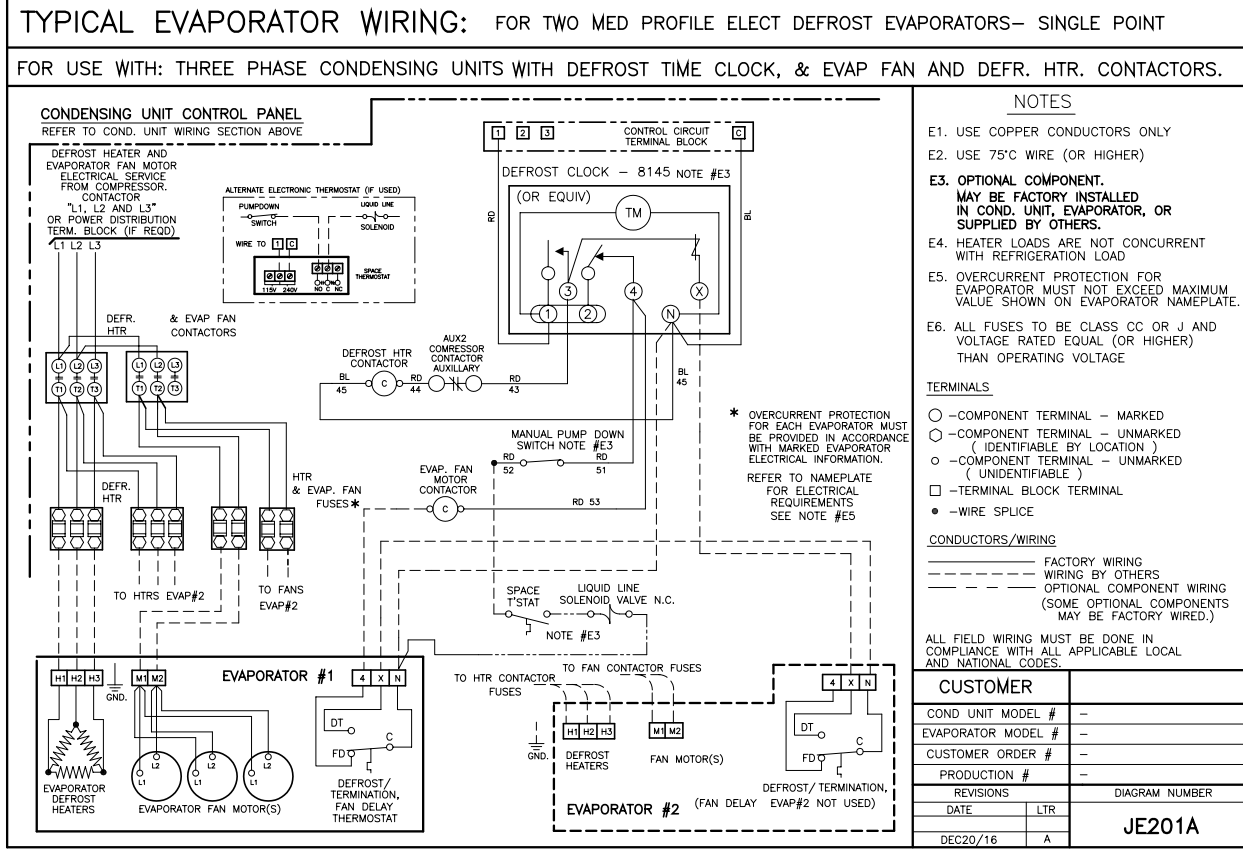 TYPICAL EVAPORATOR WIRING: FOR TWO MED PROFILE ELECT DEFROST EVAPORATORS– SINGLE POINT
FOR USE WITH: THREE PHASE CONDENSING UNITS WITH DEFROST TIME CLOCK, & EVAP FAN AND DEFR. HTR. CONTACTORS.
CONDENSING UNIT CONTROL PANEL
REFER TO COND. UNIT WIRING SECTION ABOVE
DEFROST HEATER AND
EVAPORATOR FAN MOTOR
ELECTRICAL SERVICE
FROM COMPRESSOR.
CONTACTOR
"L1, L2 AND L3"
OR POWER DISTRIBUTION
TERM. BLOCK (IF REQD)
L1 L2 L3
ALTERNATE ELECTRONIC THERMOSTAT (IF USED)
PUMPDOWN
SWITCH
LIQUID LINE
SOLENOID
WIRE TO 1 C
SPACE
THERMOSTAT
115V 240V
NO C NC
1 2 3
CONTROL CIRCUIT
TERMINAL BLOCK
C
DEFROST CLOCK – 8145 NOTE #E3
(OR EQUIV)
TM
RD
BL
3 4 X
1 2 N
DEFR.
HTR
& EVAP FAN
CONTACTORS
L1 L2 L3
T1 T2 T3
L1 L2 L3
T1 T2 T3
DEFROST HTR
CONTACTOR
AUX2
COMRESSOR
CONTACTOR
AUXILLARY
BL
45
C
RD
44
RD
43
BL
45
MANUAL PUMP DOWN
SWITCH NOTE #E3
RD
52
RD
51
EVAP. FAN
MOTOR
CONTACTOR
C
RD 53
* OVERCURRENT PROTECTION
FOR EACH EVAPORATOR MUST
BE PROVIDED IN ACCORDANCE
WITH MARKED EVAPORATOR
ELECTRICAL INFORMATION.
REFER TO NAMEPLATE
FOR ELECTRICAL
REQUIREMENTS
SEE NOTE #E5
DEFR.
HTR
HTR
& EVAP. FAN
FUSES*
TO HTRS EVAP#2
TO FANS
EVAP#2
SPACE
T'STAT
LIQUID LINE
SOLENOID VALVE N.C.
NOTE #E3
EVAPORATOR #1
H1 H2 H3
GND.
M1 M2
4 X N
DT
C
FD
L2 L2 L2
L1 L1 L1
EVAPORATOR
DEFROST
HEATERS
EVAPORATOR FAN MOTOR(S)
DEFROST/
TERMINATION,
FAN DELAY
THERMOSTAT
TO FAN CONTACTOR FUSES
TO HTR CONTACTOR
FUSES
GND.
H1 H2 H3
M1 M2
DEFROST
HEATERS
FAN MOTOR(S)
4 X N
DT
C
FD
DEFROST/ TERMINATION,
(FAN DELAY EVAP#2 NOT USED)
EVAPORATOR #2
NOTES
E1. USE COPPER CONDUCTORS ONLY
E2. USE 75°C WIRE (OR HIGHER)
E3. OPTIONAL COMPONENT.
MAY BE FACTORY INSTALLED
IN COND. UNIT, EVAPORATOR, OR
SUPPLIED BY OTHERS.
E4. HEATER LOADS ARE NOT CONCURRENT
WITH REFRIGERATION LOAD
E5. OVERCURRENT PROTECTION FOR
EVAPORATOR MUST NOT EXCEED MAXIMUM
VALUE SHOWN ON EVAPORATOR NAMEPLATE.
E6. ALL FUSES TO BE CLASS CC OR J AND
VOLTAGE RATED EQUAL (OR HIGHER)
THAN OPERATING VOLTAGE
TERMINALS
–COMPONENT TERMINAL – MARKED
–COMPONENT TERMINAL – UNMARKED
( IDENTIFIABLE BY LOCATION )
–COMPONENT TERMINAL – UNMARKED
( UNIDENTIFIABLE )
–TERMINAL BLOCK TERMINAL
–WIRE SPLICE
CONDUCTORS/WIRING
FACTORY WIRING
WIRING BY OTHERS
OPTIONAL COMPONENT WIRING
(SOME OPTIONAL COMPONENTS
MAY BE FACTORY WIRED.)
ALL FIELD WIRING MUST BE DONE IN
COMPLIANCE WITH ALL APPLICABLE LOCAL
AND NATIONAL CODES.
CUSTOMER
COND UNIT MODEL # –
EVAPORATOR MODEL # –
CUSTOMER ORDER # –
PRODUCTION # –
REVISIONS
DIAGRAM NUMBER
DATE LTR
JE201A
DEC20/16 A